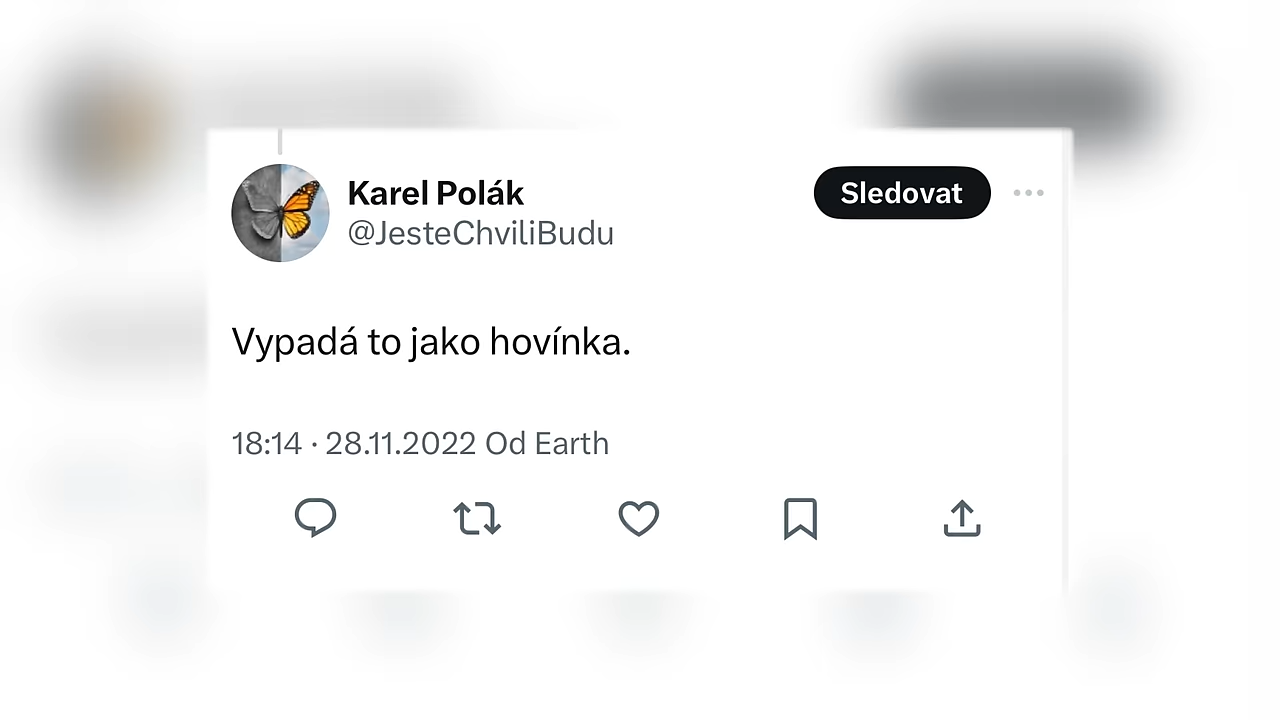 Karel Polák
Sledovat
@JesteChviliBudu
Vypadá to jako hovínka.
18:14 · 28.11.2022 Od Earth